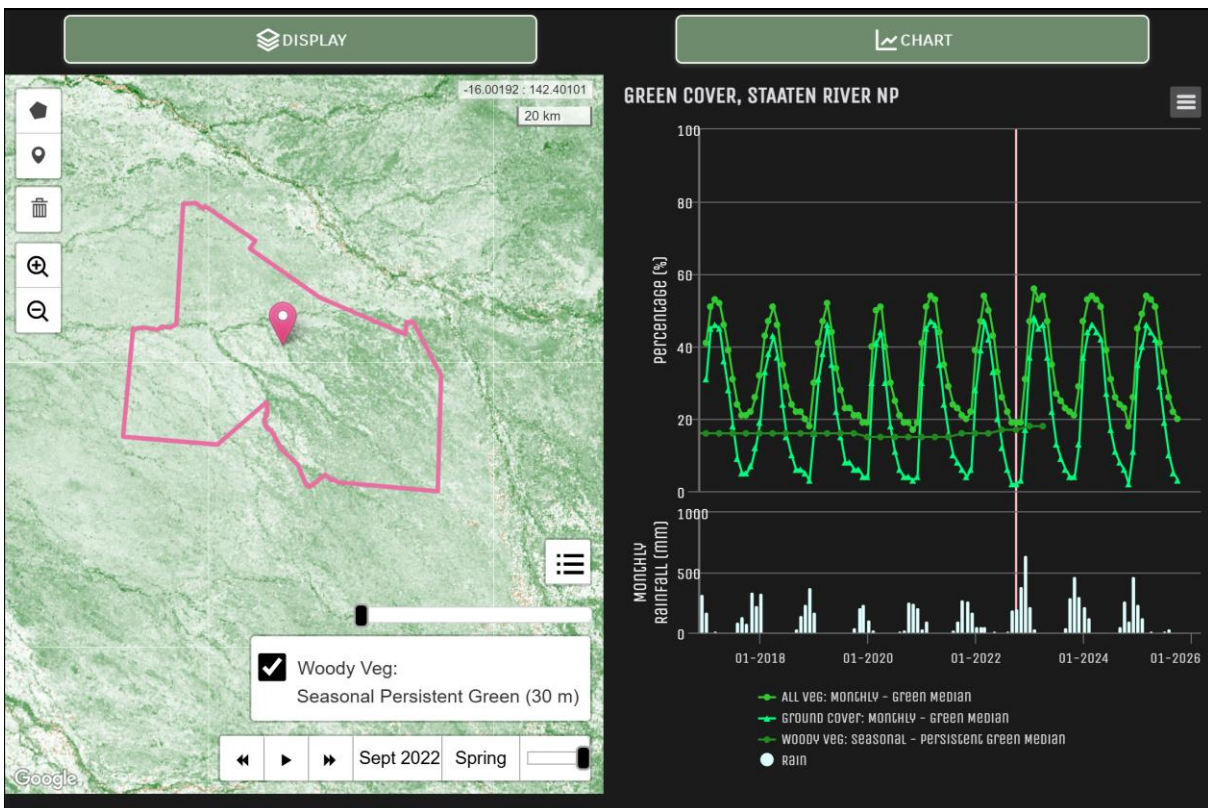 DISPLAY
CHART
-16.00192 : 142.40101
20 km
GREEN COVER, STAATEN RIVER NP
100
80
60
40
20
0
Percentage (%)
1000
500
0
Monthly
Rainfall (mm)
01-2018
01-2020
01-2022
01-2024
01-2026
All Veg: Monthly - Green Median
Ground Cover: Monthly - Green Median
Woody Veg: Seasonal - Persistent Green Median
Rain
Woody Veg:
Seasonal Persistent Green (30 m)
Sept 2022 Spring
Google